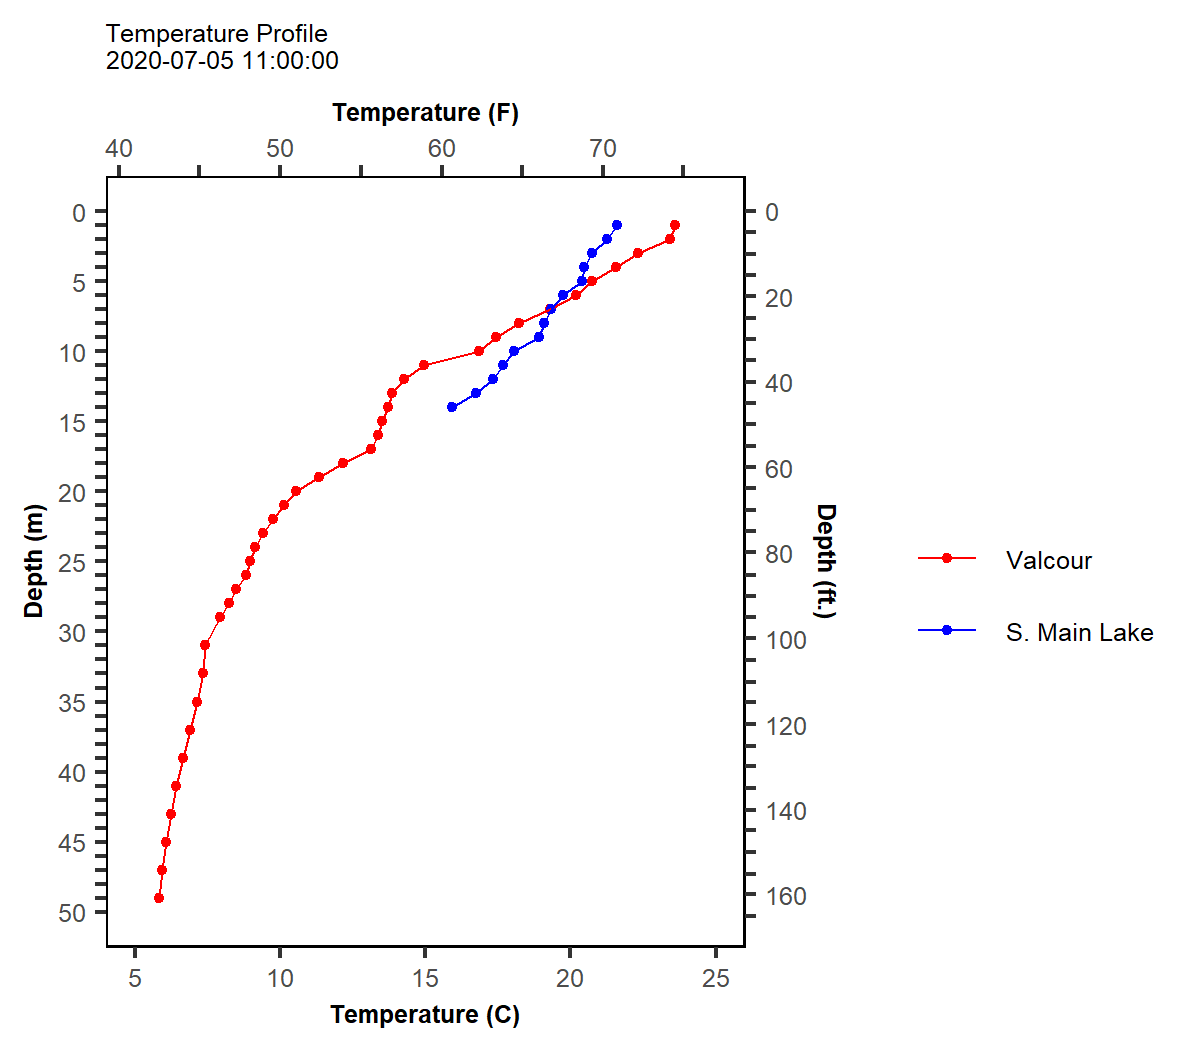 Temperature Profile
2020-07-05 11:00:00
Temperature (F)
40 50 60 70
0
5
10
15
20
25
30
35
40
45
50
Depth (m)
0
20
40
60
80
100
120
140
160
Depth (ft.)
Valcour
S. Main Lake
5 10 15 20 25
Temperature (C)